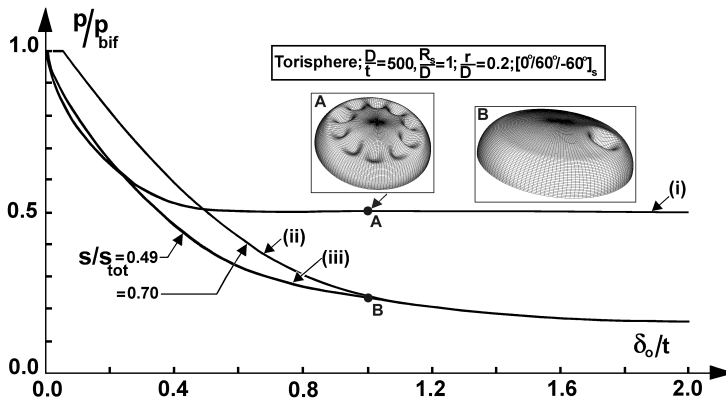 p/p_bif
1.0
Torisphere; D/t=500, R_s/D=1; r/D=0.2; [0°/60°/-60°]_s
A
B
(i)
0.5
A
(ii)
s/s_tot=0.49
(iii)
=0.70
B
δ_o/t
0.0
0.0 0.4 0.8 1.2 1.6 2.0